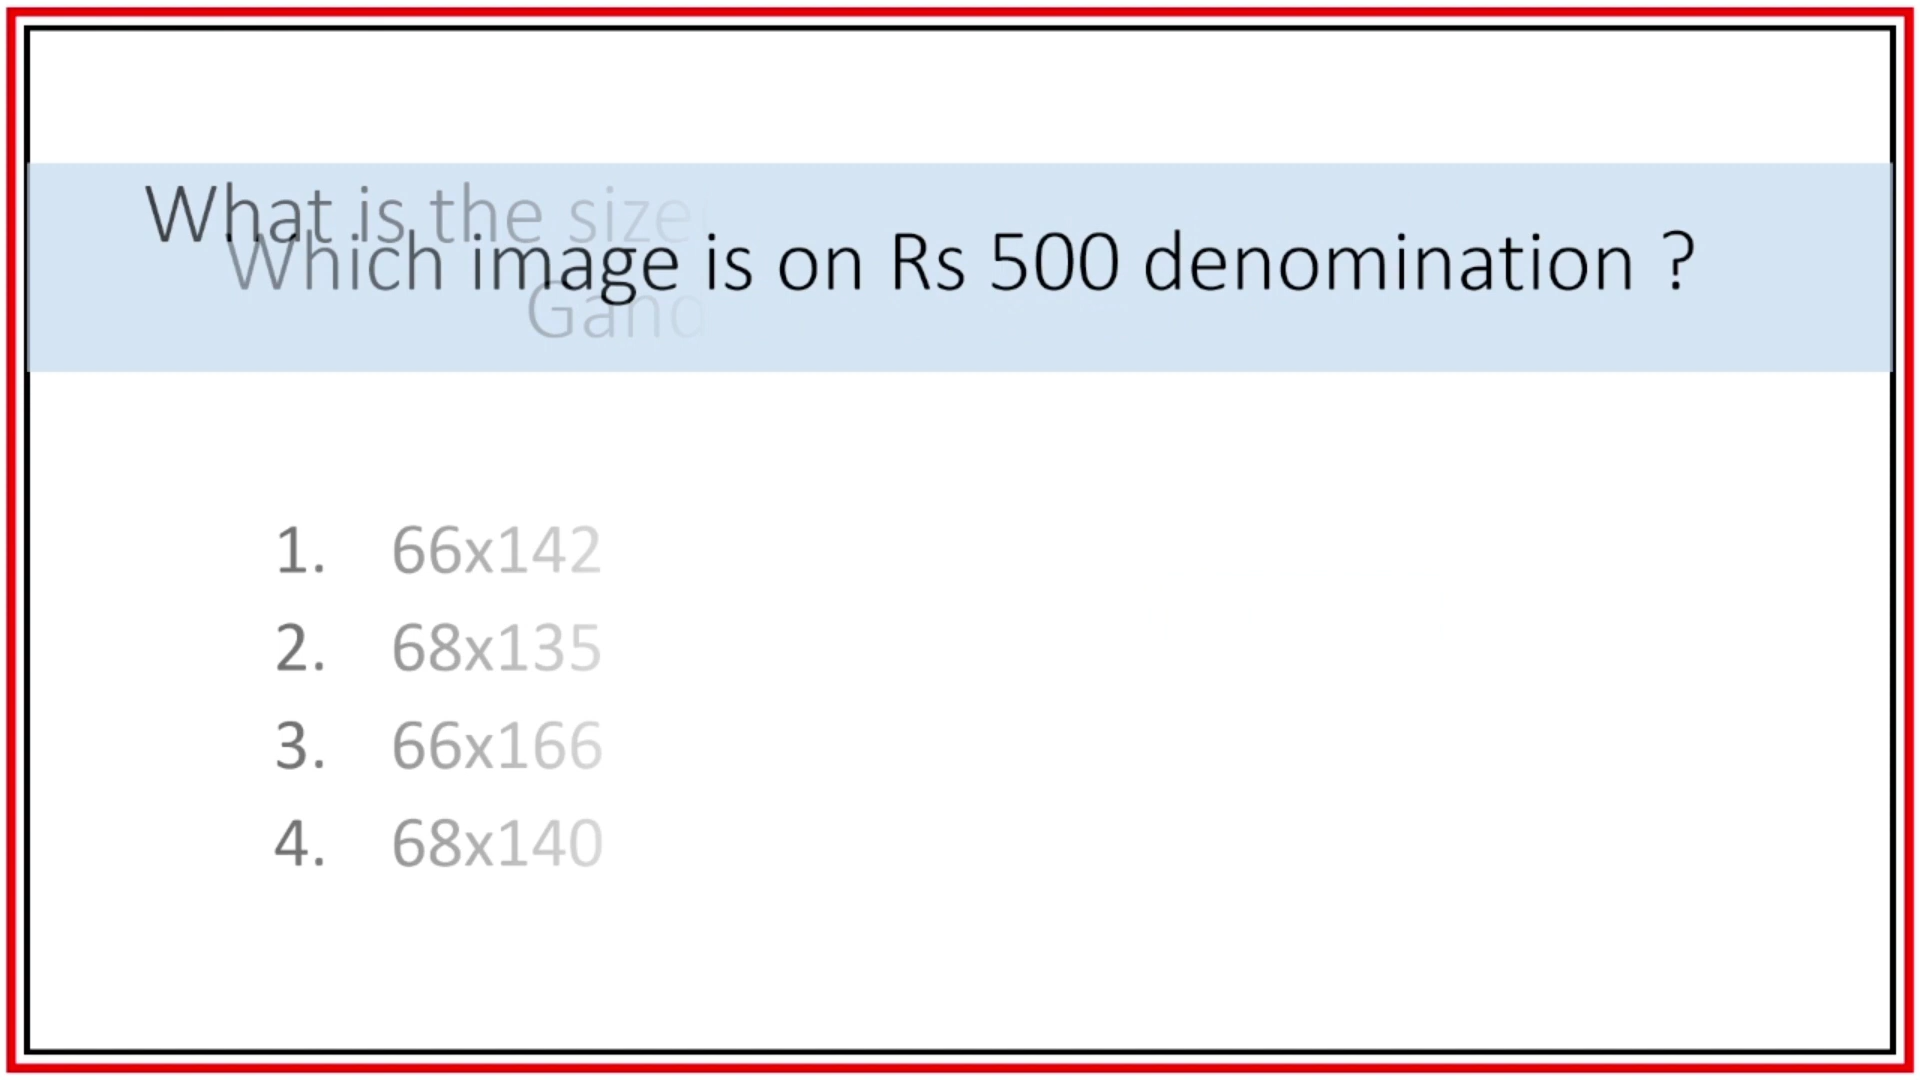 What is the size
Which image is on Rs 500 denomination ?
Gand
1. 66x142
2. 68x135
3. 66x166
4. 68x140